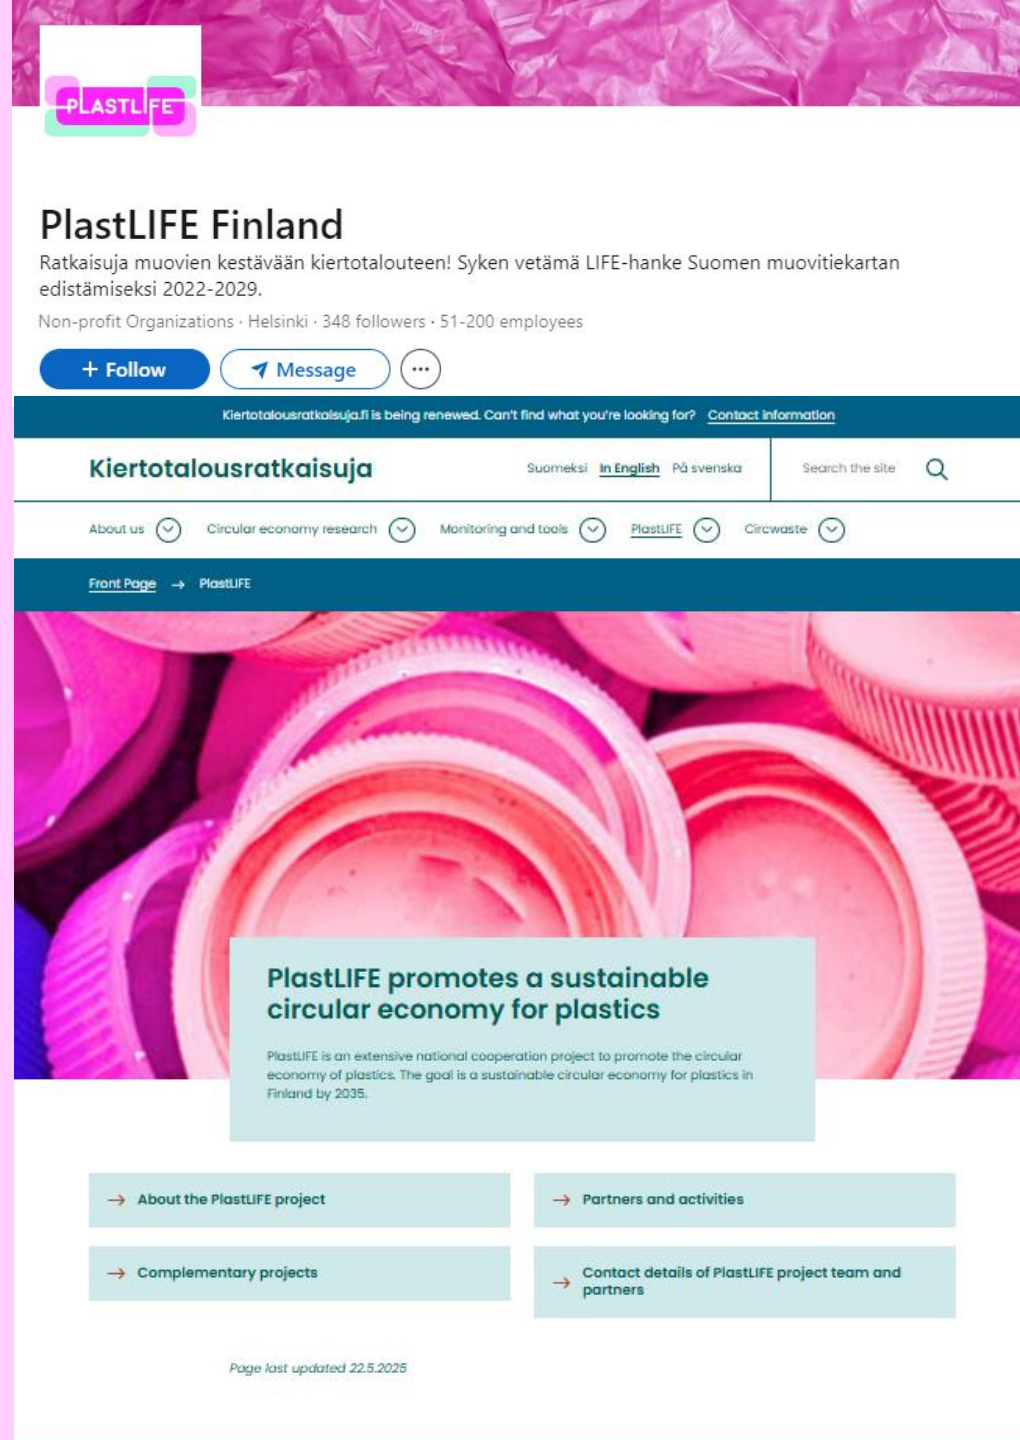 PLASTLIFE
PlastLIFE Finland
Ratkaisuja muovien kestävään kiertotalouteen! Syken vetämä LIFE-hanke Suomen muovitiekartan
edistämiseksi 2022-2029.
Non-profit Organizations · Helsinki · 348 followers · 51-200 employees
+ Follow
Message
Kiertotalousratkaisuja.fi is being renewed. Can't find what you're looking for? Contact information
Kiertotalousratkaisuja
Suomeksi In English På svenska
Search the site
About us
Circular economy research
Monitoring and tools
PlastLIFE
Circwaste
Front Page → PlastLIFE
PlastLIFE promotes a sustainable
circular economy for plastics
PlastLIFE is an extensive national cooperation project to promote the circular
economy of plastics. The goal is a sustainable circular economy for plastics in
Finland by 2035.
→ About the PlastLIFE project
→ Partners and activities
→ Complementary projects
→ Contact details of PlastLIFE project team and
partners
Page last updated 22.5.2025